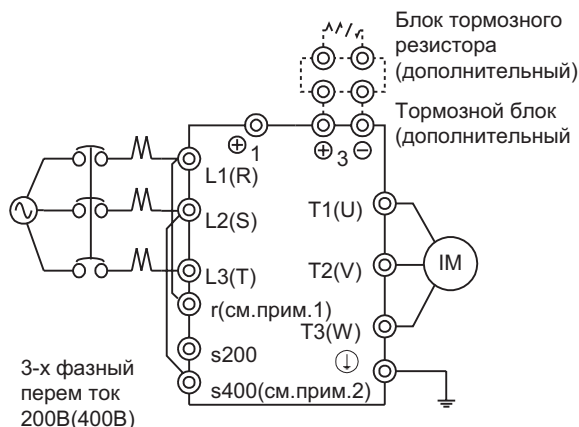 Блок тормозного
резистора
(дополнительный)
Тормозной блок
(дополнительный
⊕1
⊕3
⊖
L1(R)
L2(S)
T1(U)
L3(T)
T2(V)
IM
r(см.прим.1)
T3(W)
s200
s400(см.прим.2)
3-х фазный
перем ток
200В(400В)